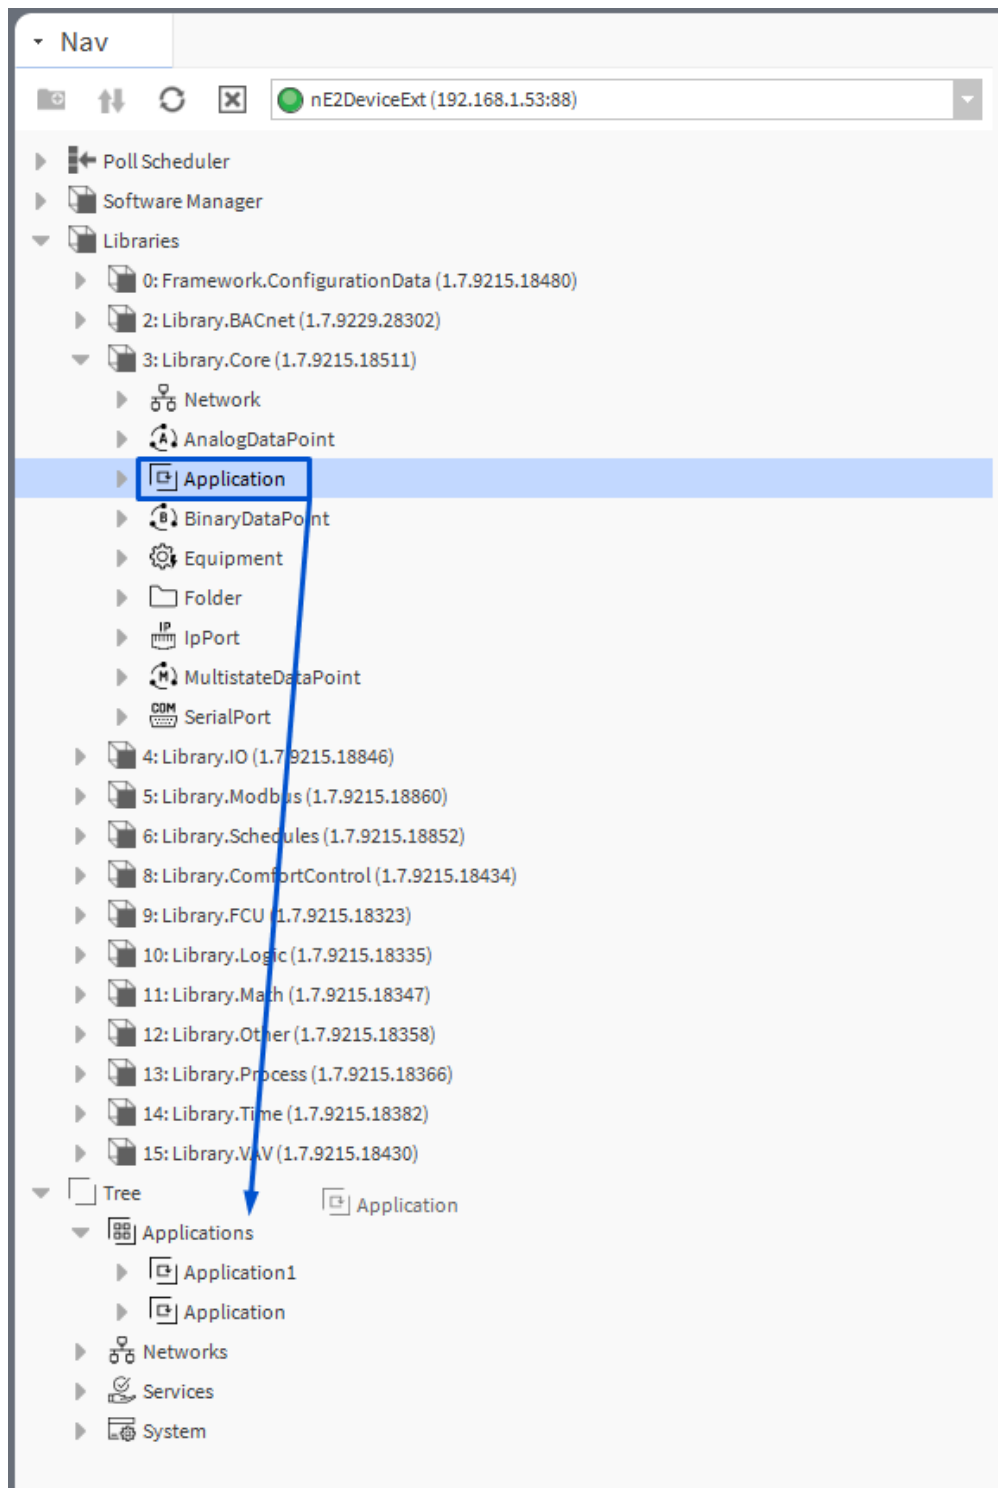 Nav
nE2DeviceExt (192.168.1.53:88)
Poll Scheduler
Software Manager
Libraries
0: Framework.ConfigurationData (1.7.9215.18480)
2: Library.BACnet (1.7.9229.28302)
3: Library.Core (1.7.9215.18511)
Network
A AnalogDataPoint
Application
B BinaryDataPoint
Equipment
Folder
IP IpPort
M MultistateDataPoint
COM SerialPort
4: Library.IO (1.7.9215.18846)
5: Library.Modbus (1.7.9215.18860)
6: Library.Schedules (1.7.9215.18852)
8: Library.ComfortControl (1.7.9215.18434)
9: Library.FCU (1.7.9215.18323)
10: Library.Logic (1.7.9215.18335)
11: Library.Math (1.7.9215.18347)
12: Library.Other (1.7.9215.18358)
13: Library.Process (1.7.9215.18366)
14: Library.Time (1.7.9215.18382)
15: Library.VAV (1.7.9215.18430)
Tree
Application
Applications
Application1
Application
Networks
Services
System